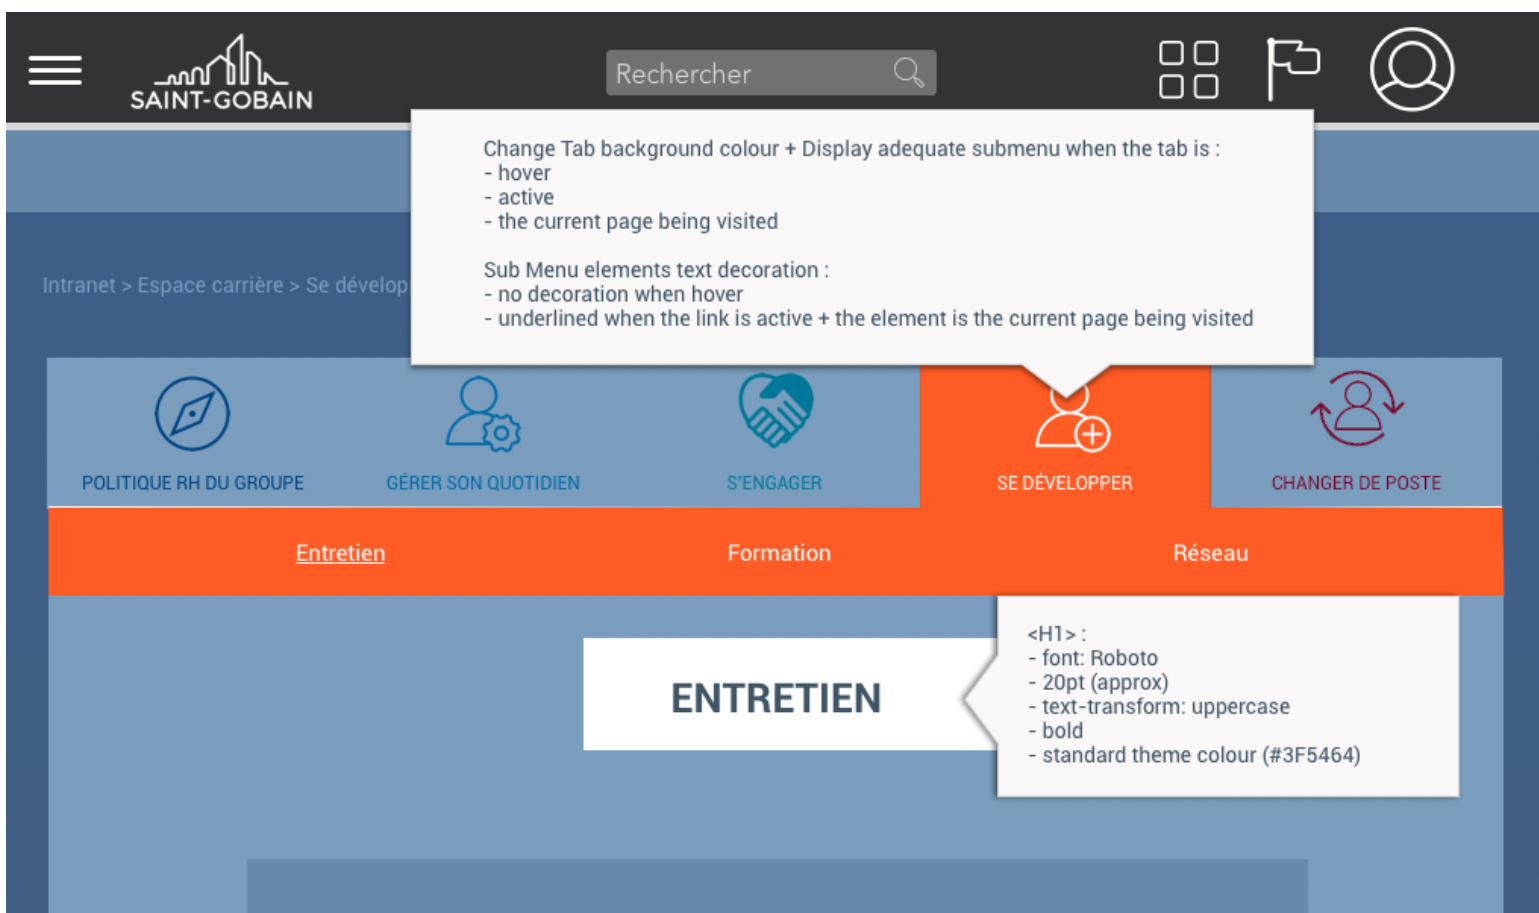 SAINT-GOBAIN
Rechercher
Change Tab background colour + Display adequate submenu when the tab is :
- hover
- active
- the current page being visited
Sub Menu elements text decoration :
- no decoration when hover
- underlined when the link is active + the element is the current page being visited
Intranet > Espace carrière > Se dévelop
POLITIQUE RH DU GROUPE
GÉRER SON QUOTIDIEN
S'ENGAGER
SE DÉVELOPPER
CHANGER DE POSTE
Entretien
Formation
Réseau
ENTRETIEN
<H1> :
- font: Roboto
- 20pt (approx)
- text-transform: uppercase
- bold
- standard theme colour (#3F5464)